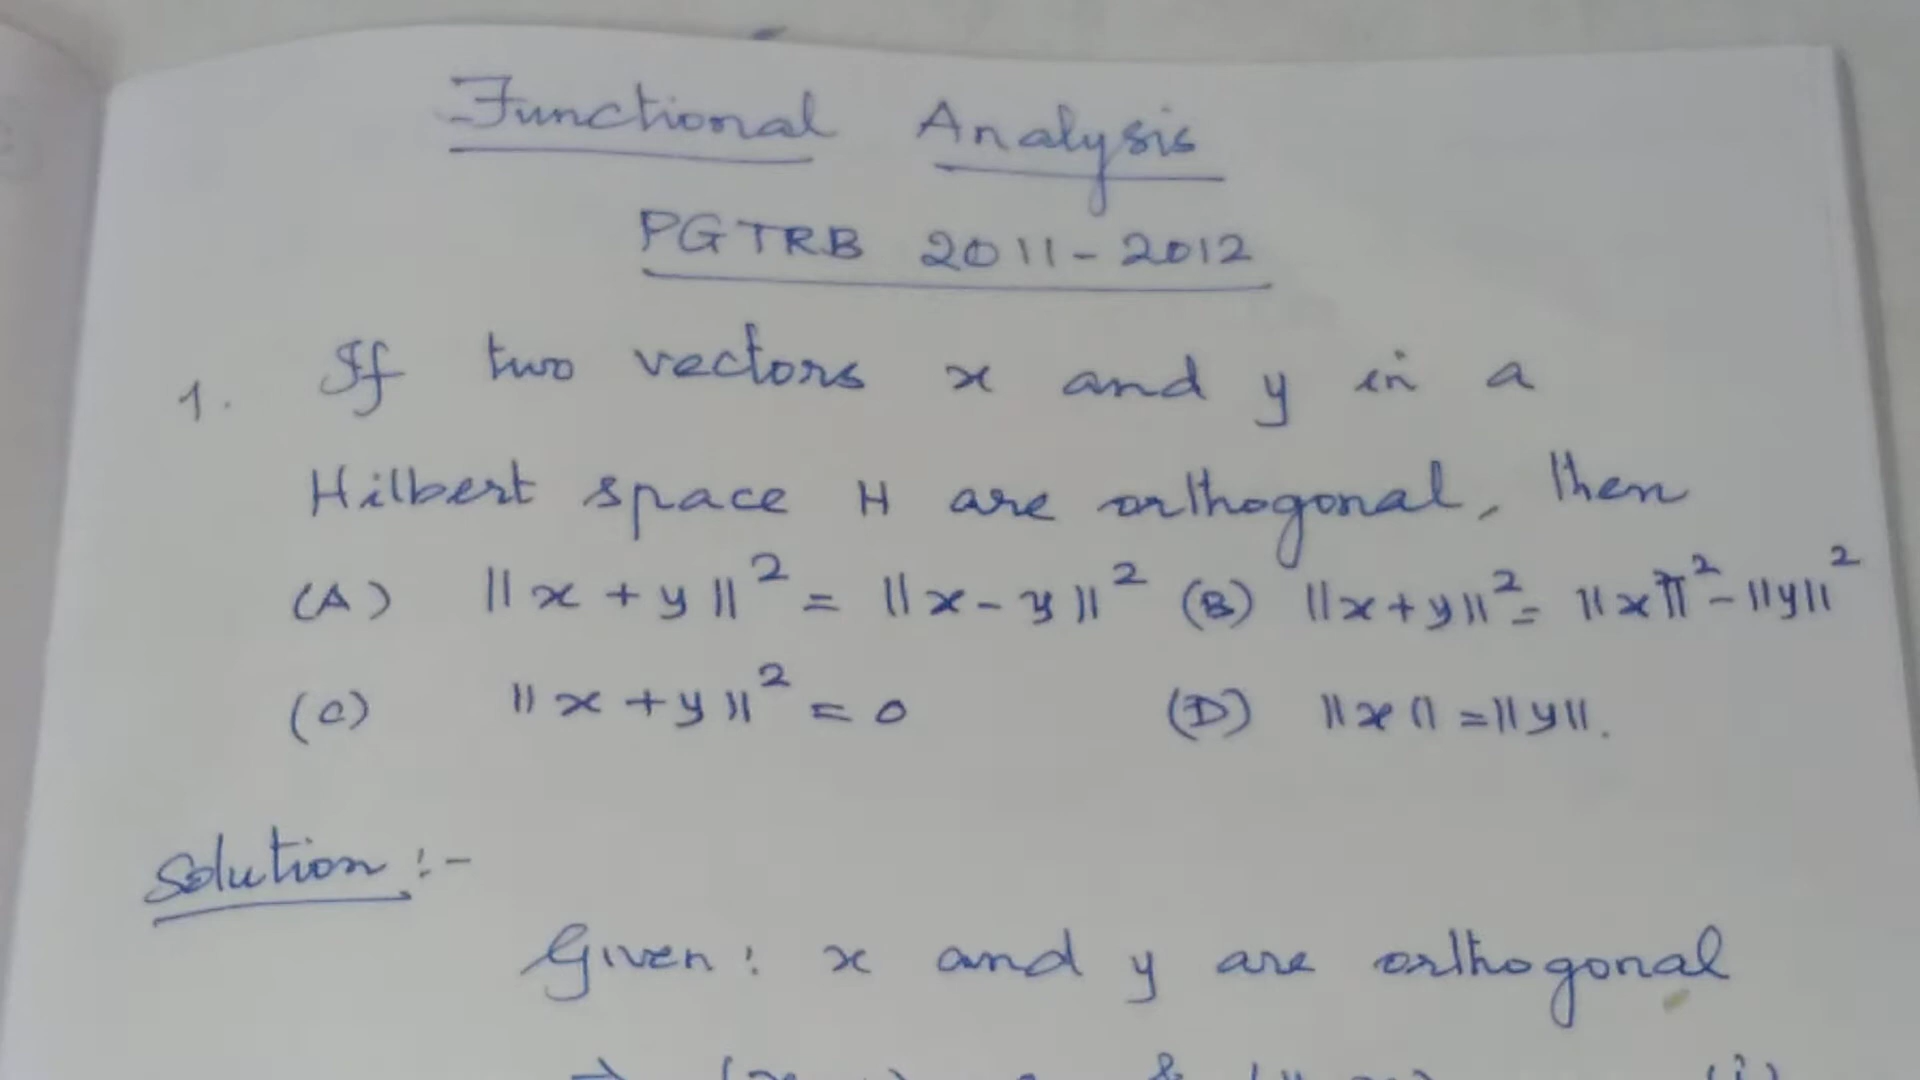 Functional Analysis
PGTRB 2011-2012
1. If two vectors x and y in a
Hilbert space H are orthogonal, then
(A) ||x + y||² = ||x - y||² (B) ||x + y||² = ||x||² - ||y||²
(C) ||x + y||² = 0 (D) ||x|| = ||y||.
Solution :-
Given: x and y are orthogonal